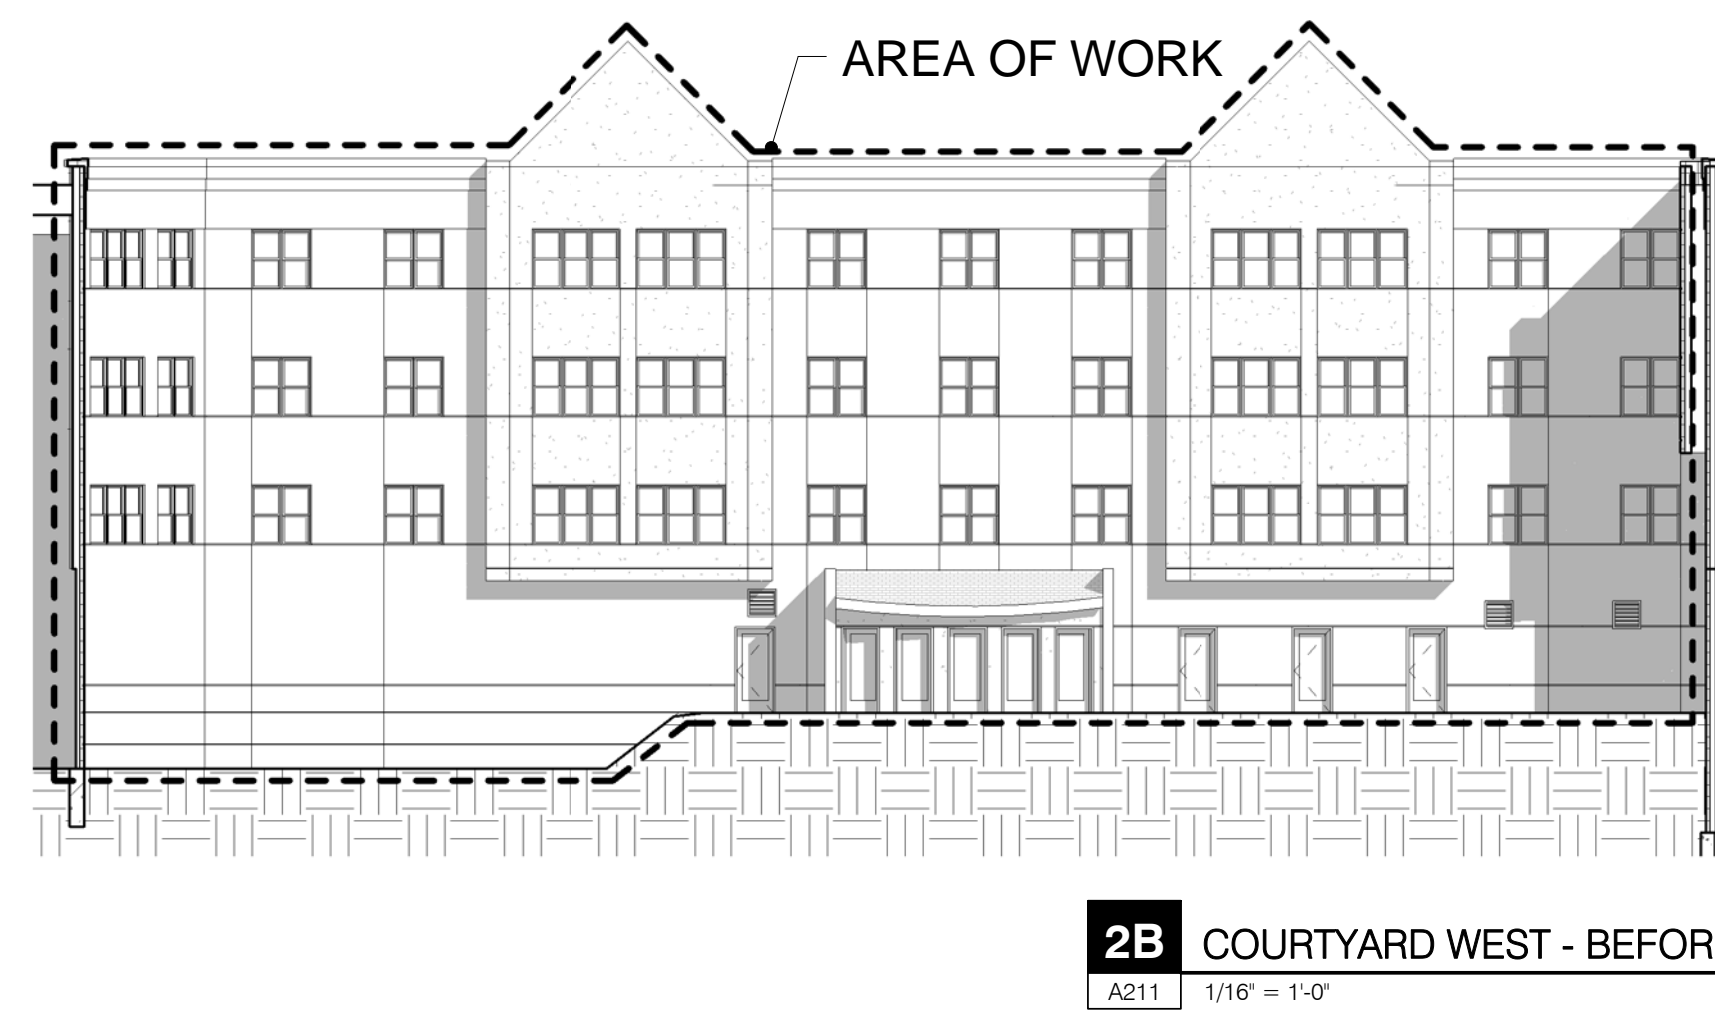 AREA OF WORK
2B COURTYARD WEST - BEFOR
A211 1/16" = 1'-0"